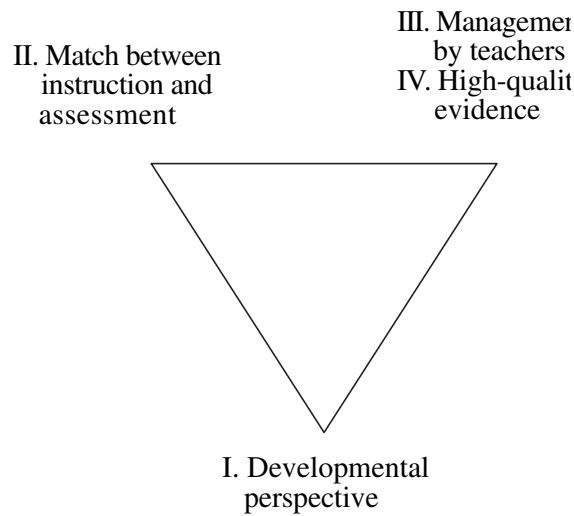 II. Match between
instruction and
assessment
III. Managemen
by teachers
IV. High-qualit
evidence
I. Developmental
perspective